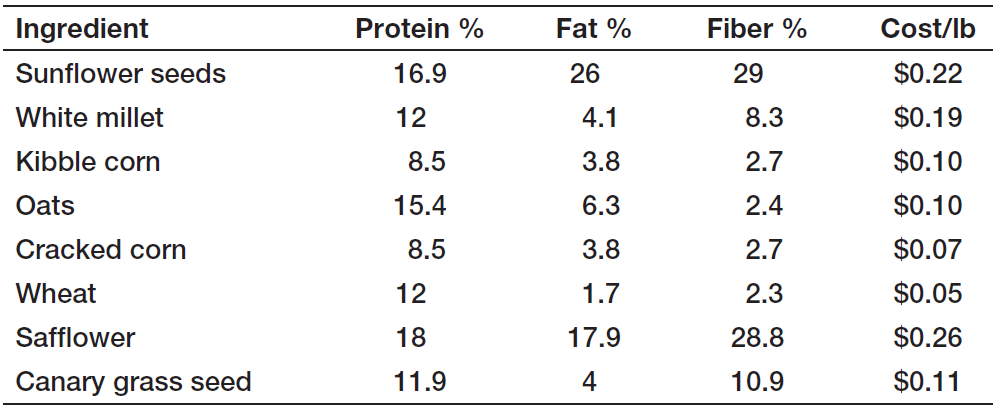 Ingredient Protein % Fat % Fiber % Cost/lb
Sunflower seeds 16.9 26 29 $0.22
White millet 12 4.1 8.3 $0.19
Kibble corn 8.5 3.8 2.7 $0.10
Oats 15.4 6.3 2.4 $0.10
Cracked corn 8.5 3.8 2.7 $0.07
Wheat 12 1.7 2.3 $0.05
Safflower 18 17.9 28.8 $0.26
Canary grass seed 11.9 4 10.9 $0.11